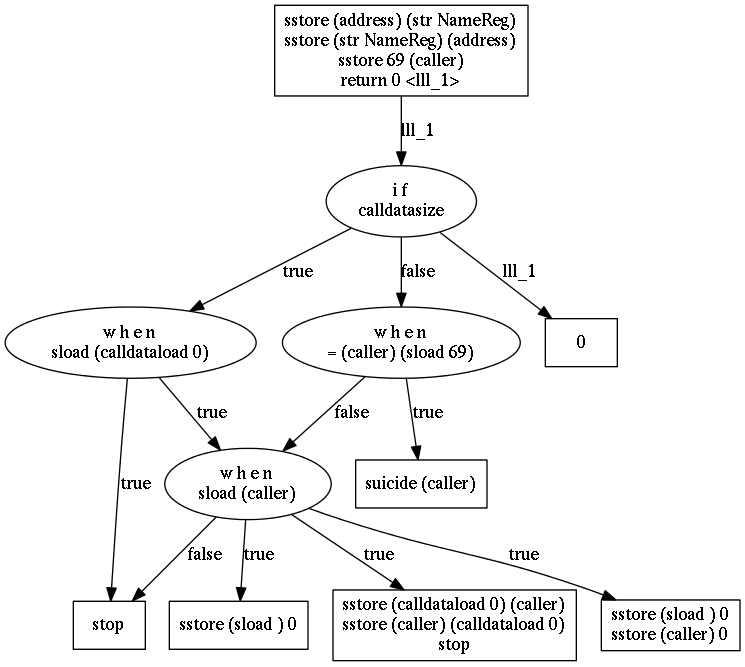 sstore (address) (str NameReg)
sstore (str NameReg) (address)
sstore 69 (caller)
return 0 <lll_1>
lll_1
i f
calldatasize
true
false
lll_1
w h e n
sload (calldataload 0)
w h e n
= (caller) (sload 69)
0
true
true
false
true
w h e n
sload (caller)
suicide (caller)
false
true
true
true
stop
sstore (sload ) 0
sstore (calldataload 0) (caller)
sstore (caller) (calldataload 0)
stop
sstore (sload ) 0
sstore (caller) 0